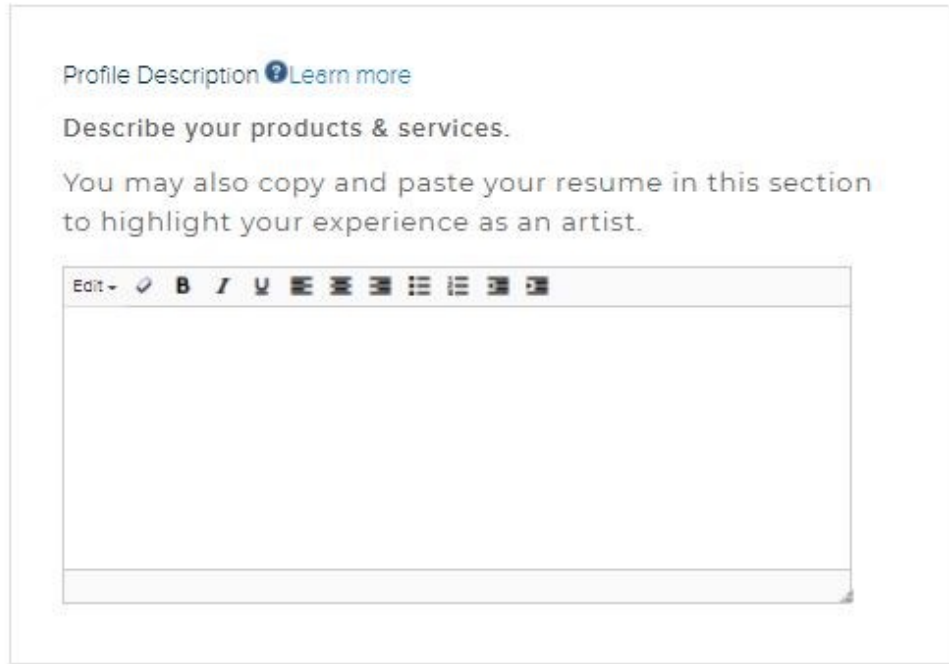 Profile Description ?Learn more
Describe your products & services.
You may also copy and paste your resume in this section
to highlight your experience as an artist.
Edit B I U